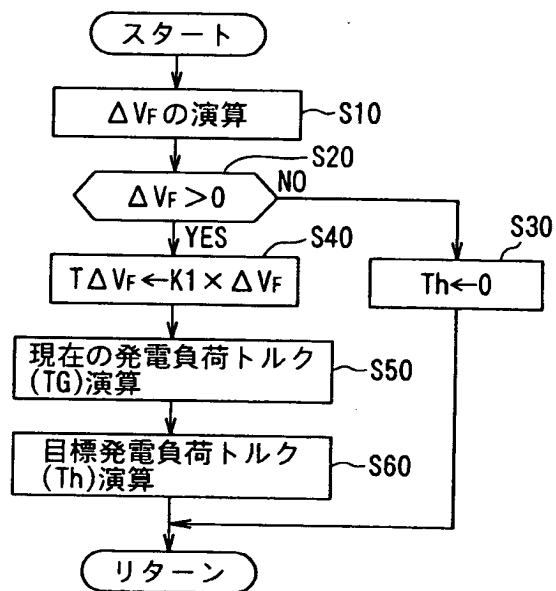 スタート
ΔVFの演算
S10
S20
ΔVF>0
NO
YES
S30
S40
TΔVF←K1×ΔVF
Th←0
現在の発電負荷トルク
(TG)演算
S50
目標発電負荷トルク
(Th)演算
S60
リターン